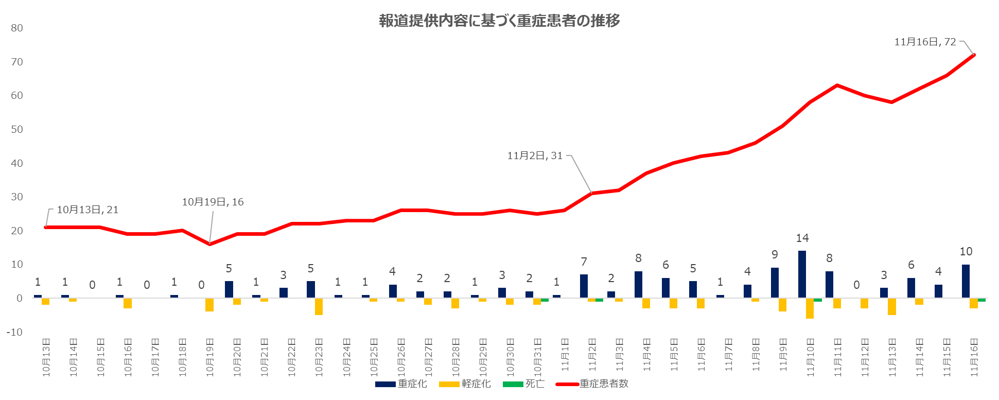 報道提供内容に基づく重症患者の推移
80
70
60
50
40
30
20
10
0
-10
11月16日, 72
11月2日, 31
10月19日, 16
10月13日, 21
1 1 0 1 0 1 0 5 1 3 5 1 1 4 2 2 1 3 2 1 7 2 8 6 5 1 4 9 14 8 0 3 6 4 10
10月13日
10月14日
10月15日
10月16日
10月17日
10月18日
10月19日
10月20日
10月21日
10月22日
10月23日
10月24日
10月25日
10月26日
10月27日
10月28日
10月29日
10月30日
10月31日
11月1日
11月2日
11月3日
11月4日
11月5日
11月6日
11月7日
11月8日
11月9日
11月10日
11月11日
11月12日
11月13日
11月14日
11月15日
11月16日
重症化 軽症化 死亡 重症患者数